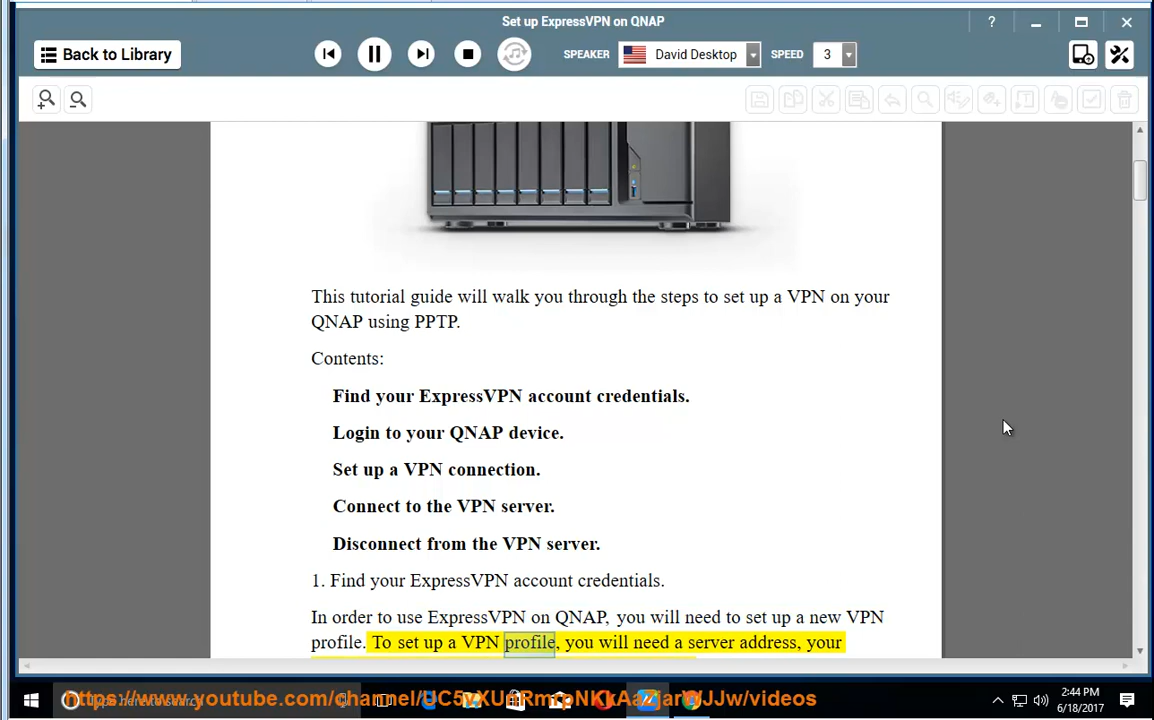 Set up ExpressVPN on QNAP
?
Back to Library
SPEAKER
David Desktop
SPEED
3
This tutorial guide will walk you through the steps to set up a VPN on your
QNAP using PPTP.
Contents:
Find your ExpressVPN account credentials.
Login to your QNAP device.
Set up a VPN connection.
Connect to the VPN server.
Disconnect from the VPN server.
1. Find your ExpressVPN account credentials.
In order to use ExpressVPN on QNAP, you will need to set up a new VPN
profile. To set up a VPN profile, you will need a server address, your
2:44 PM
6/18/2017